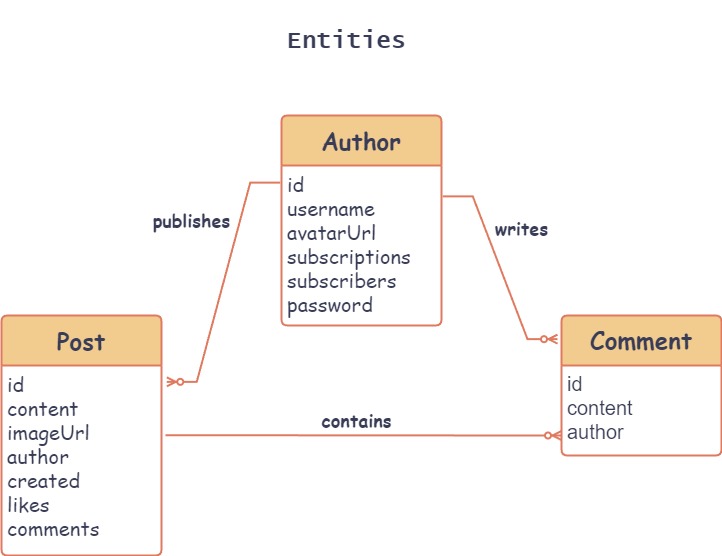 Entities
Author
id
username
avatarUrl
subscriptions
subscribers
password
publishes
writes
Post
id
content
imageUrl
author
created
likes
comments
contains
Comment
id
content
author